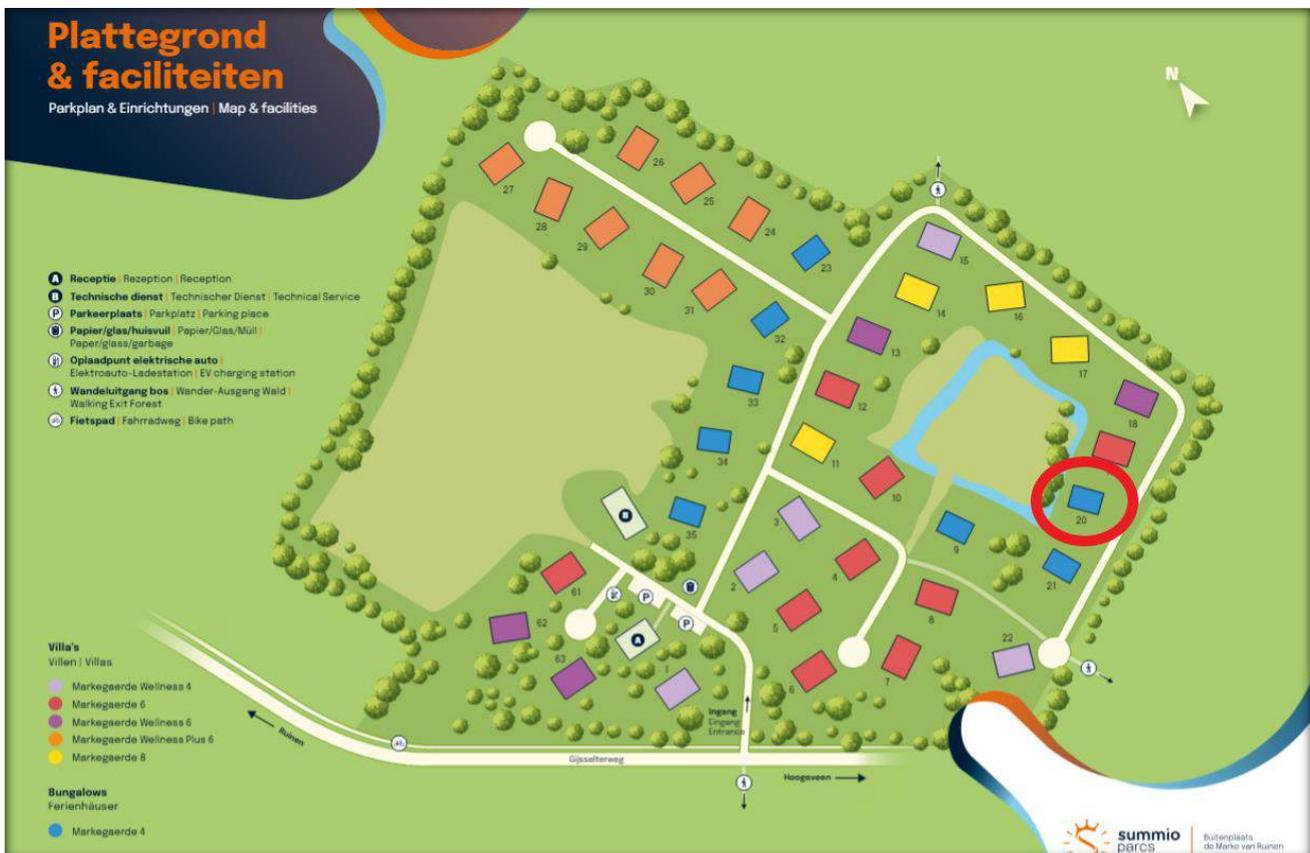 Plattegrond
& faciliteiten
Parkplan & Einrichtungen | Map & facilities
N
A Receptie | Rezeption | Reception
B Technische dienst | Technischer Dienst | Technical Service
P Parkeerplaats | Parkplatz | Parking place
Papier/glas/huisvuil | Papier/Glas/Müll |
Paper/glass/garbage
Oplaadpunt elektrische auto |
Elektroauto-Ladestation | EV charging station
Wandeluitgang bos | Wander-Ausgang Wald |
Walking Exit Forest
Fietspad | Fahrradweg | Bike path
26
27
25
28
24
29
23
15
30
31
14
16
32
13
17
33
12
18
34
11
10
20
B
35
3
9
2
4
21
61
P
5
8
62
P
A
22
63
1
6
7
Villa's
Villen | Villas
Markegaerde Wellness 4
Markegaerde 6
Markegaerde Wellness 6
Markegaerde Wellness Plus 6
Markegaerde 8
Bungalows
Ferienhäuser
Markegaerde 4
Ruinen
Ingang
Eingang
Entrance
Gijsselterweg
Hoogeveen
summio
parcs
Buitenplaats
de Marke van Ruinen